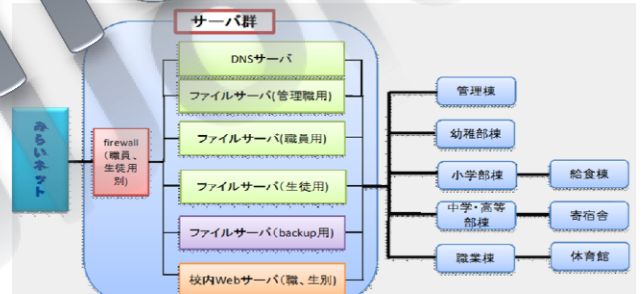 サーバ群
みらいネット
firewall
(職員、
生徒用
別)
DNSサーバ
ファイルサーバ(管理職用)
ファイルサーバ(職員用)
ファイルサーバ(生徒用)
ファイルサーバ(backup用)
校内Webサーバ(職、生別)
管理棟
幼稚部棟
小学部棟
給食棟
中学・高等
部棟
寄宿舎
職業棟
体育館